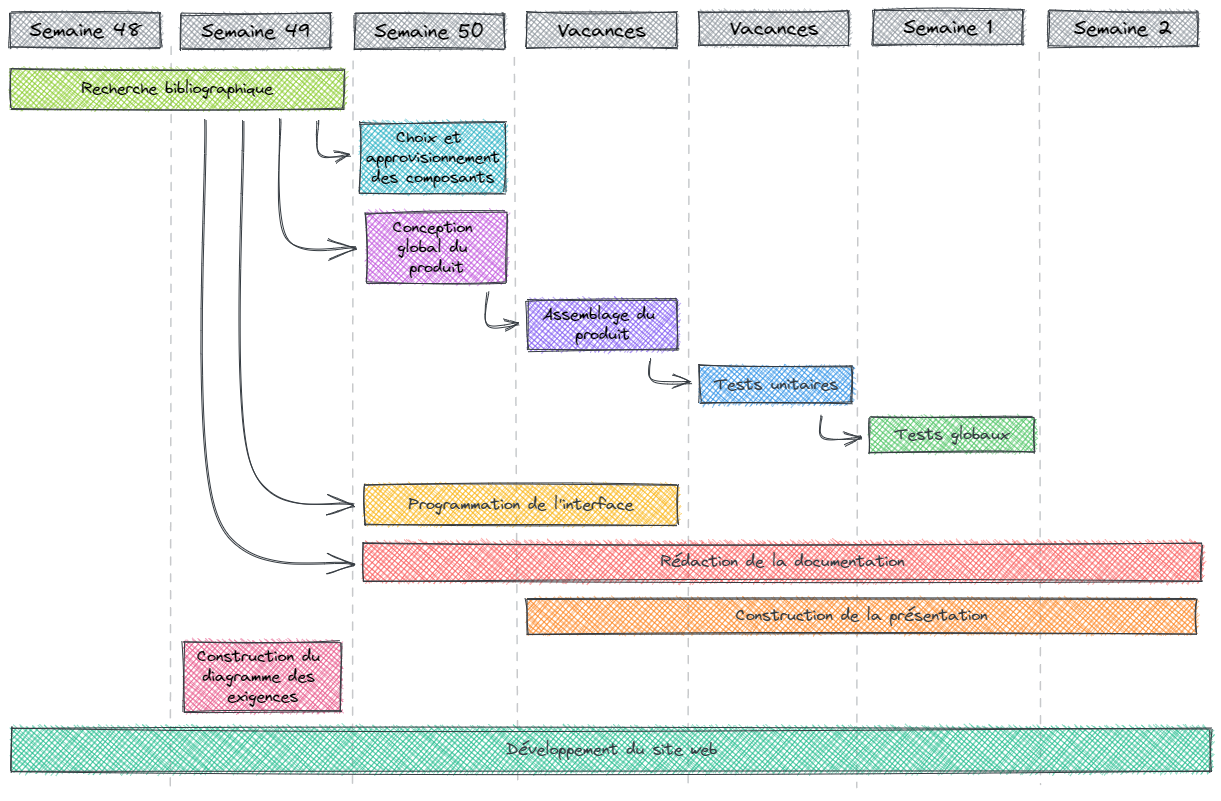 Semaine 48
Semaine 49
Semaine 50
Vacances
Vacances
Semaine 1
Semaine 2
Recherche bibliographique
Choix et
approvisionnement
des composants
Conception
global du
produit
Assemblage du
produit
Tests unitaires
Tests globaux
Programmation de l'interface
Rédaction de la documentation
Construction de la présentation
Construction du
diagramme des
exigences
Développement du site web